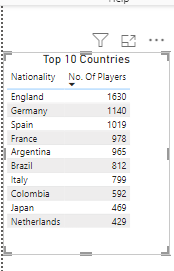 Top 10 Countries
Nationality No. Of Players
England 1630
Germany 1140
Spain 1019
France 978
Argentina 965
Brazil 812
Italy 799
Colombia 592
Japan 469
Netherlands 429